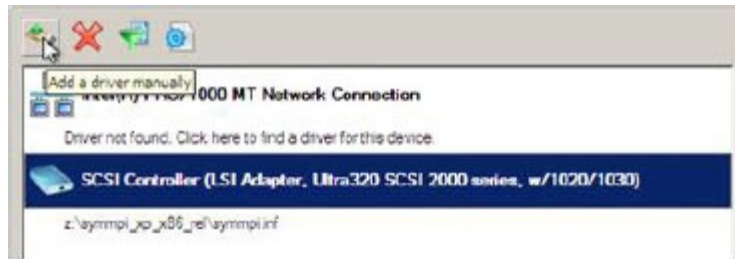 Add a driver manually
1000 MT Network Connection
Driver not found. Click here to find a driver for this device.
SCSI Controller (LSI Adapter, Ultra320 SCSI 2000 series, w/1020/1030)
z:\symmpi_xp_x86_rel\symmpi.inf